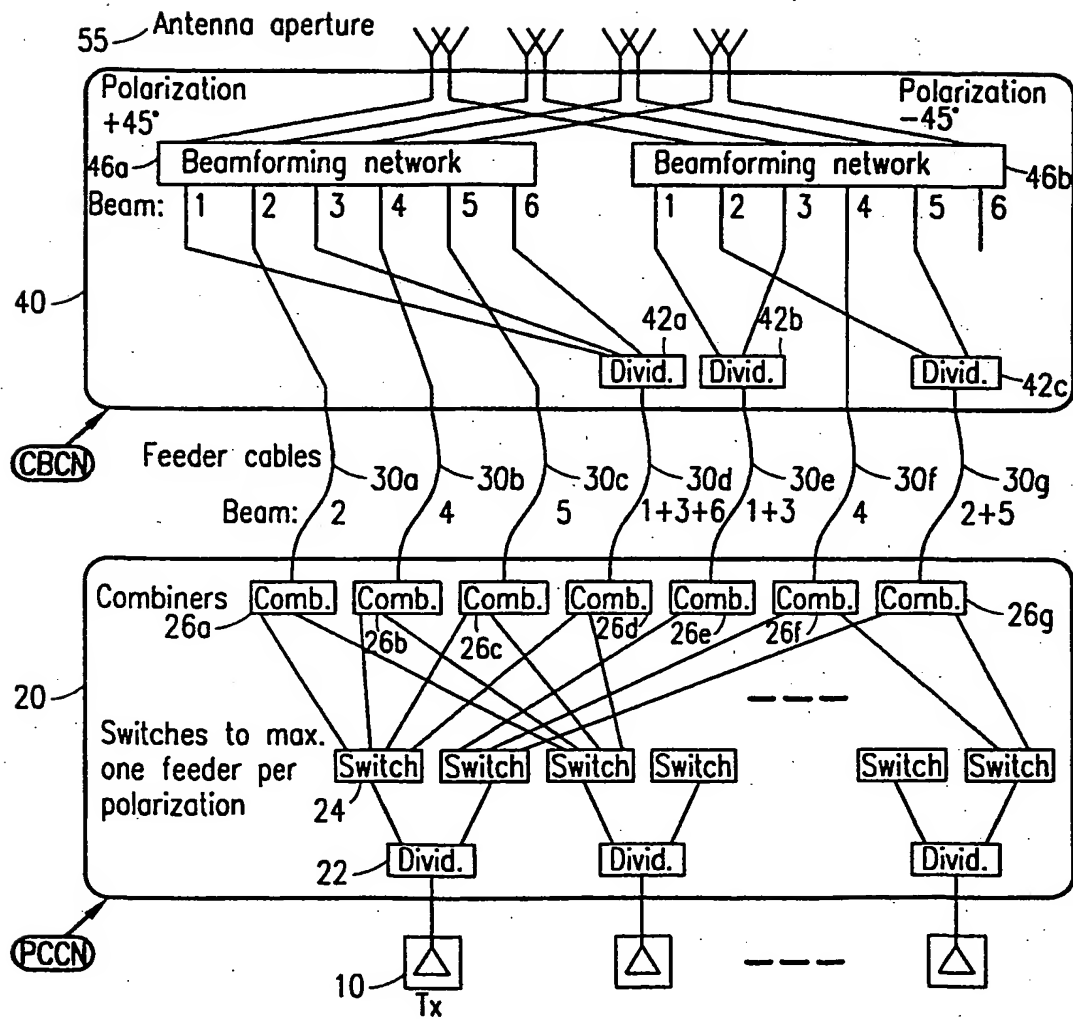 55 Antenna aperture
Polarization +45°
Polarization -45°
46a Beamforming network
Beamforming network 46b
Beam: 1 2 3 4 5 6
1 2 3 4 5 6
40
42a 42b
Divid. Divid. Divid. 42c
CBCN
Feeder cables 30a 30b 30c 30d 30e 30f 30g
Beam: 2 4 5 1+3+6 1+3 4 2+5
Combiners Comb. Comb. Comb. Comb. Comb. Comb. Comb.
26a 26b 26c 26d 26e 26f 26g
20
Switches to max.
one feeder per
polarization
Switch Switch Switch Switch Switch Switch
24
22 Divid. Divid. Divid.
PCCN
10
Tx